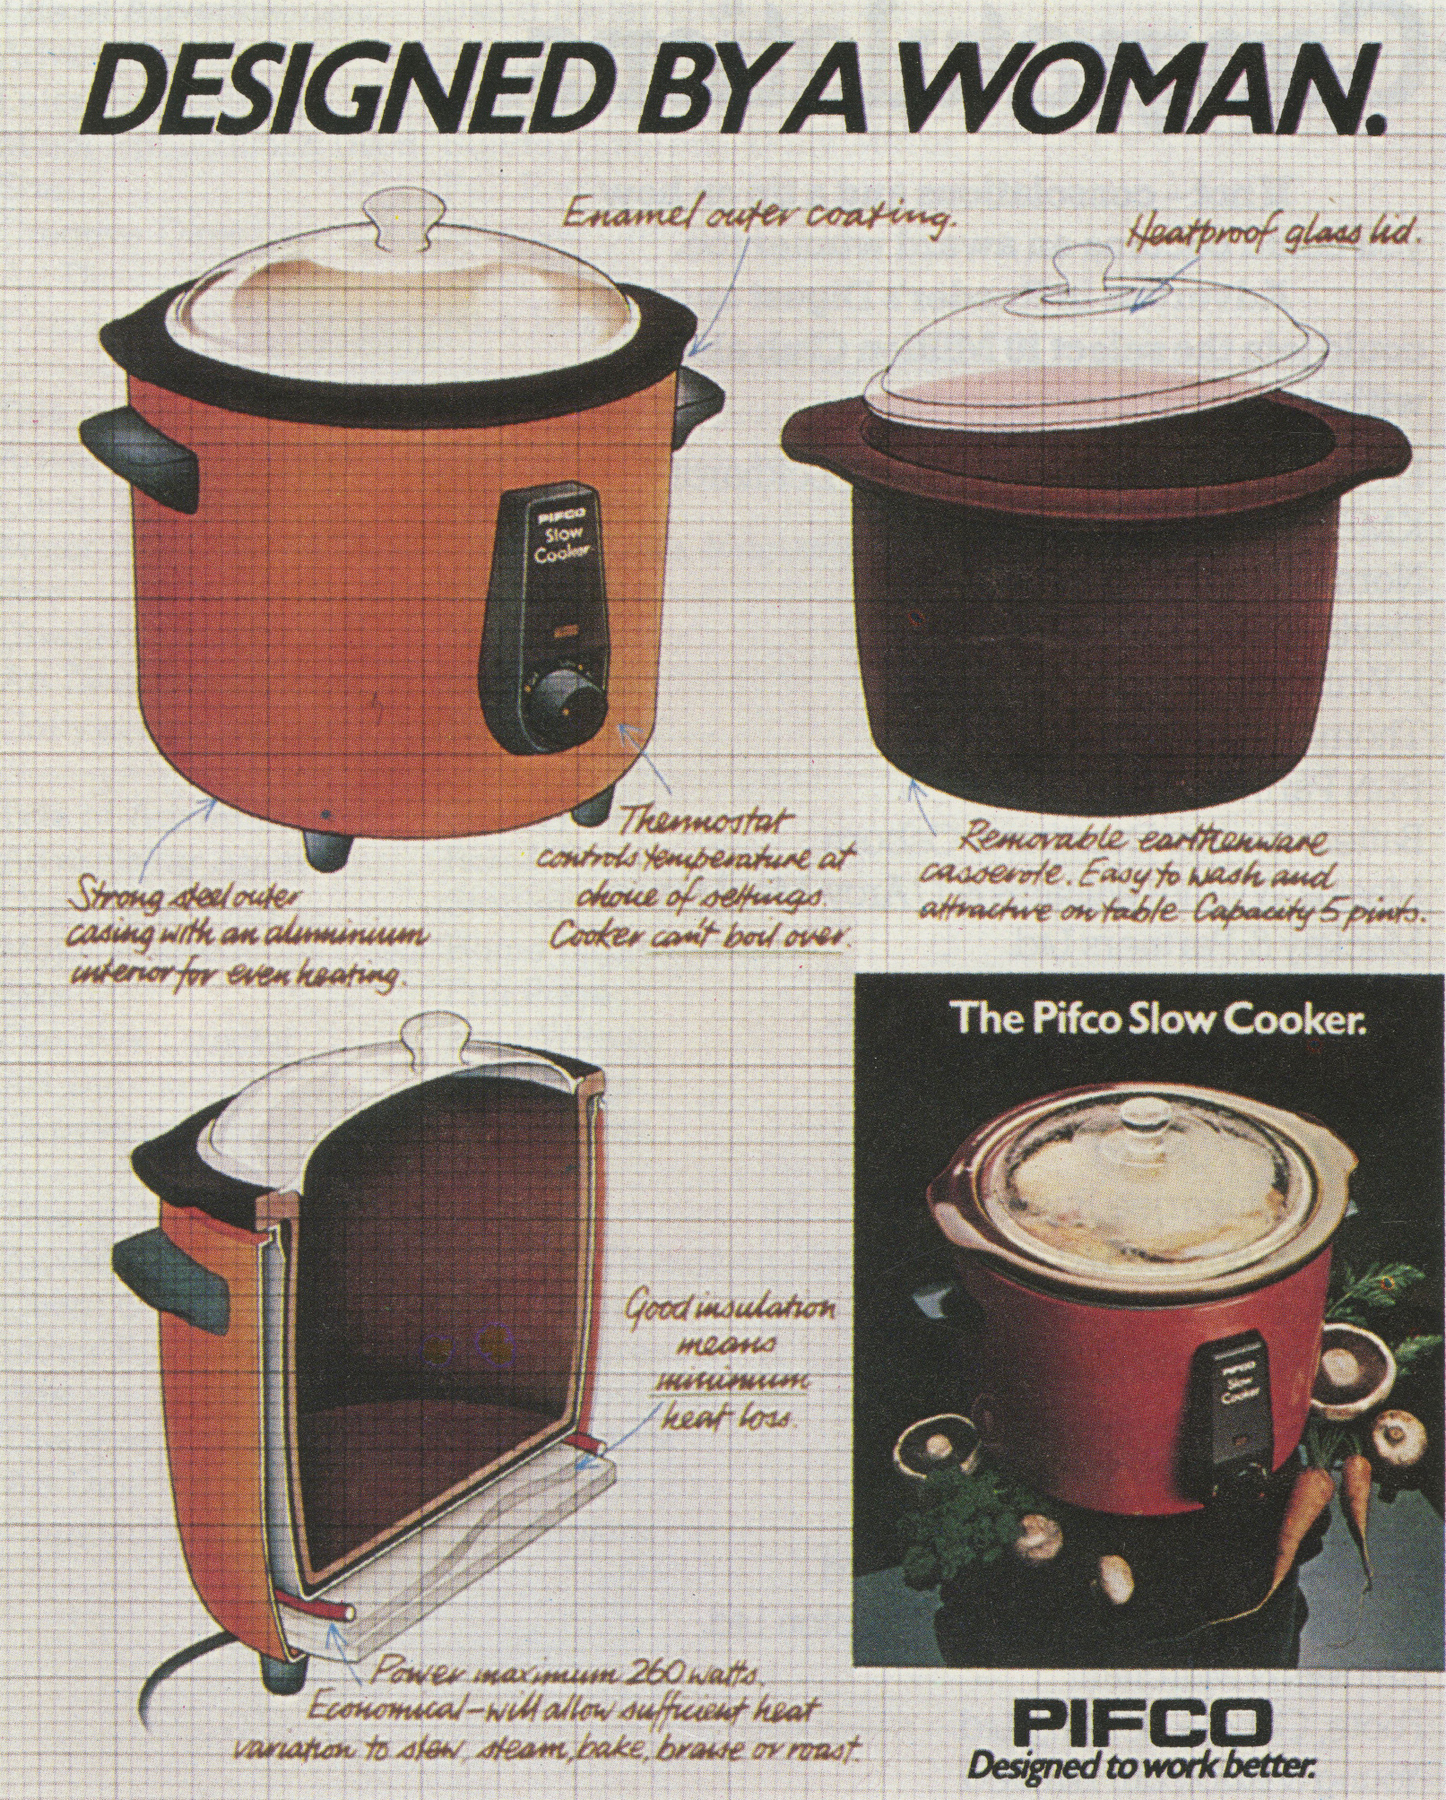 DESIGNED BY A WOMAN.
Enamel outer coating.
Heatproof glass lid.
PIFCO
Slow
Cooker
Thermostat
controls temperature at
choice of settings.
Cooker can't boil over.
Removable earthenware
casserole. Easy to wash and
attractive on table. Capacity 5 pints.
Strong steel outer
casing with an aluminium
interior for even heating.
The Pifco Slow Cooker.
Good insulation
means
minimum
heat loss.
Power maximum 260 watts.
Economical – will allow sufficient heat
variation to stew, steam, bake, braise or roast.
PIFCO
Designed to work better.